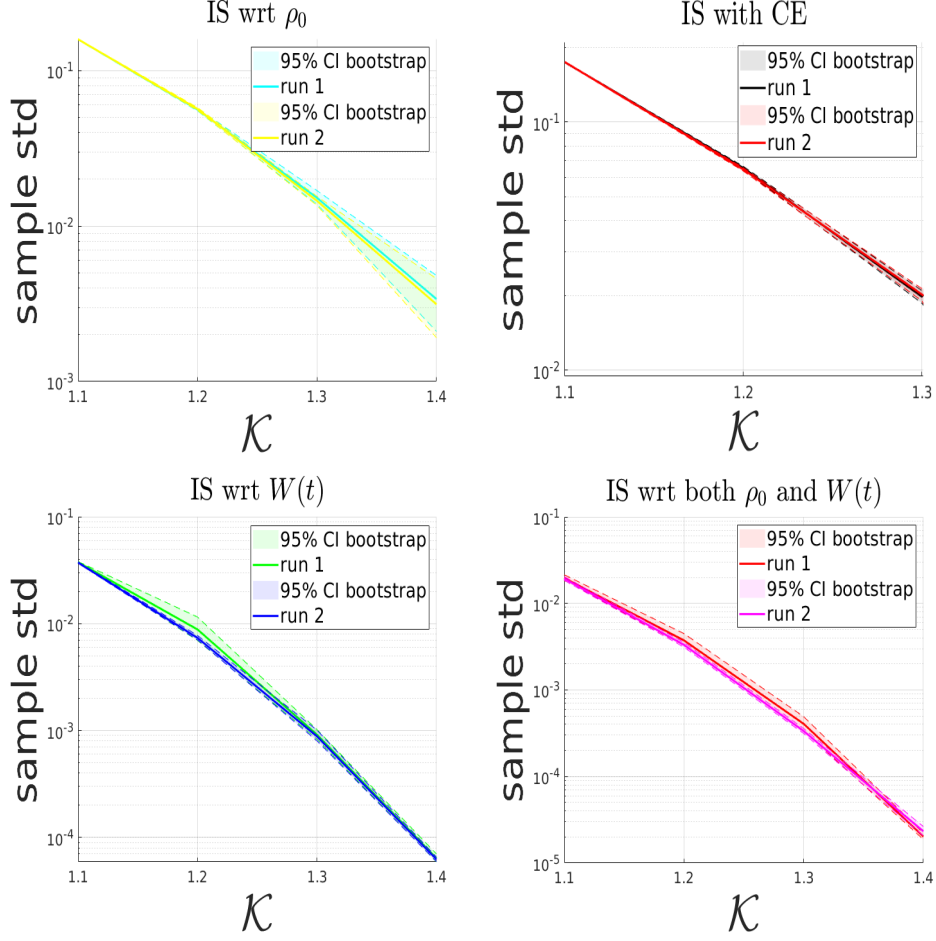 IS wrt ρ₀
95% CI bootstrap
run 1
95% CI bootstrap
run 2
sample std
10⁻¹
10⁻²
10⁻³
1.1 1.2 1.3 1.4
𝒦
IS with CE
95% CI bootstrap
run 1
95% CI bootstrap
run 2
sample std
10⁻¹
10⁻²
1.1 1.2 1.3
𝒦
IS wrt W(t)
95% CI bootstrap
run 1
95% CI bootstrap
run 2
sample std
10⁻¹
10⁻²
10⁻³
10⁻⁴
1.1 1.2 1.3 1.4
𝒦
IS wrt both ρ₀ and W(t)
95% CI bootstrap
run 1
95% CI bootstrap
run 2
sample std
10⁻¹
10⁻²
10⁻³
10⁻⁴
10⁻⁵
1.1 1.2 1.3 1.4
𝒦